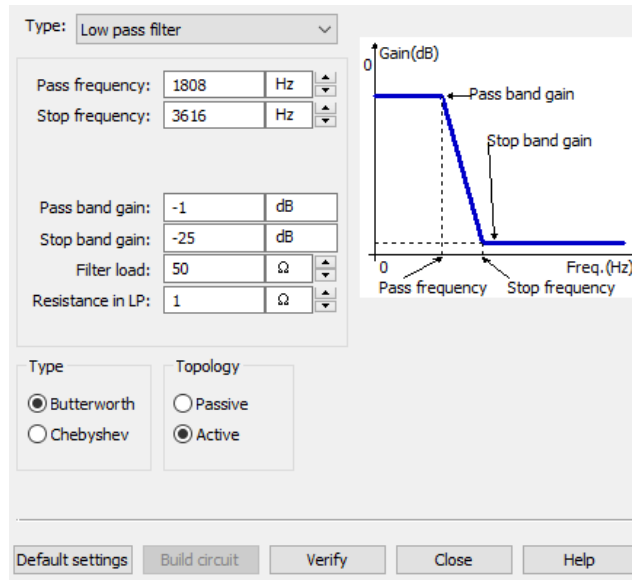 Type: Low pass filter
Pass frequency: 1808 Hz
Stop frequency: 3616 Hz
Pass band gain: -1 dB
Stop band gain: -25 dB
Filter load: 50 Ω
Resistance in LP: 1 Ω
Gain(dB)
0
Pass band gain
Stop band gain
0 Freq.(Hz)
Pass frequency Stop frequency
Type Topology
Butterworth Passive
Chebyshev Active
Default settings Build circuit Verify Close Help